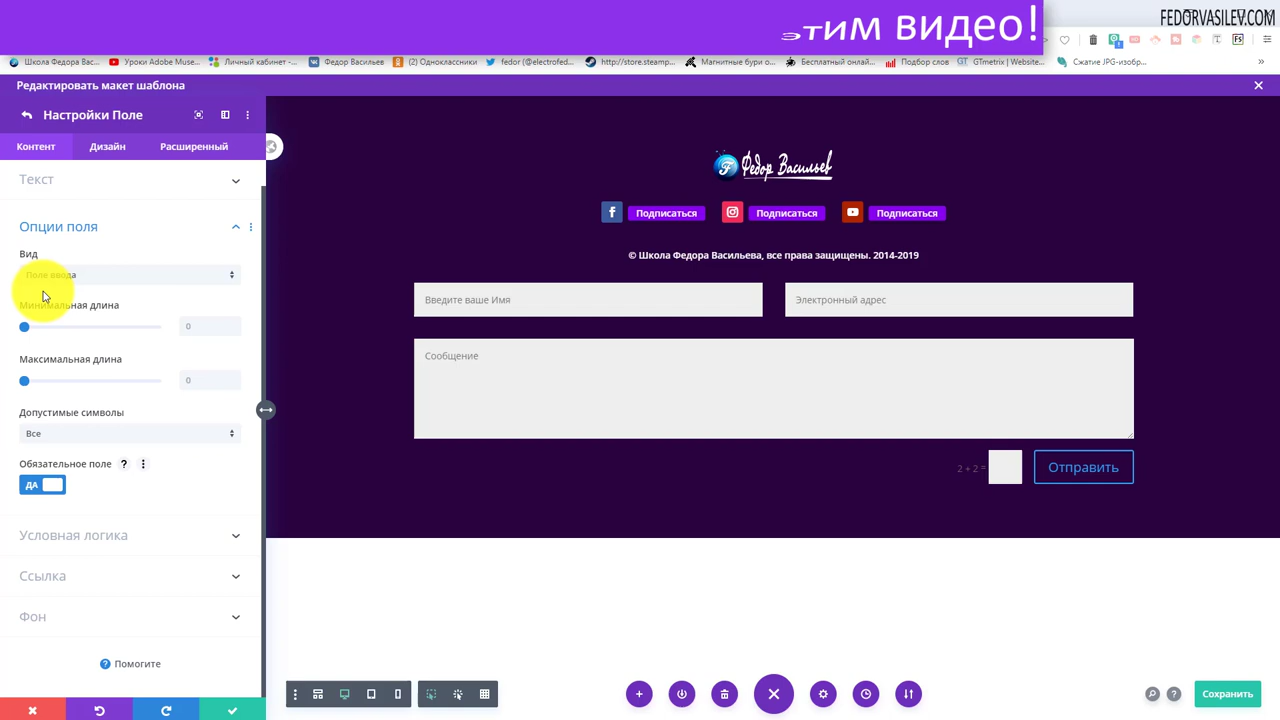 этим видео!
FEDORVASILEV.COM
Школа Федора Вас...
Уроки Adobe Muse...
Личный кабинет -...
Федор Васильев
(2) Одноклассники
fedor (@electrofed...
http://store.steamp...
Магнитные бури о...
Бесплатный онлай...
Подбор слов
GTmetrix | Website...
Сжатие JPG-изобр...
»
Редактировать макет шаблона
Настройки Поле
Контент
Дизайн
Расширенный
Текст
Опции поля
Вид
Поле ввода
Минимальная длина
0
Максимальная длина
0
Допустимые символы
Все
Обязательное поле ?
ДА
Условная логика
Ссылка
Фон
? Помогите
Федор Васильев
Подписаться
Подписаться
Подписаться
© Школа Федора Васильева, все права защищены. 2014-2019
Введите ваше Имя
Электронный адрес
Сообщение
2 + 2 =
Отправить
Сохранить